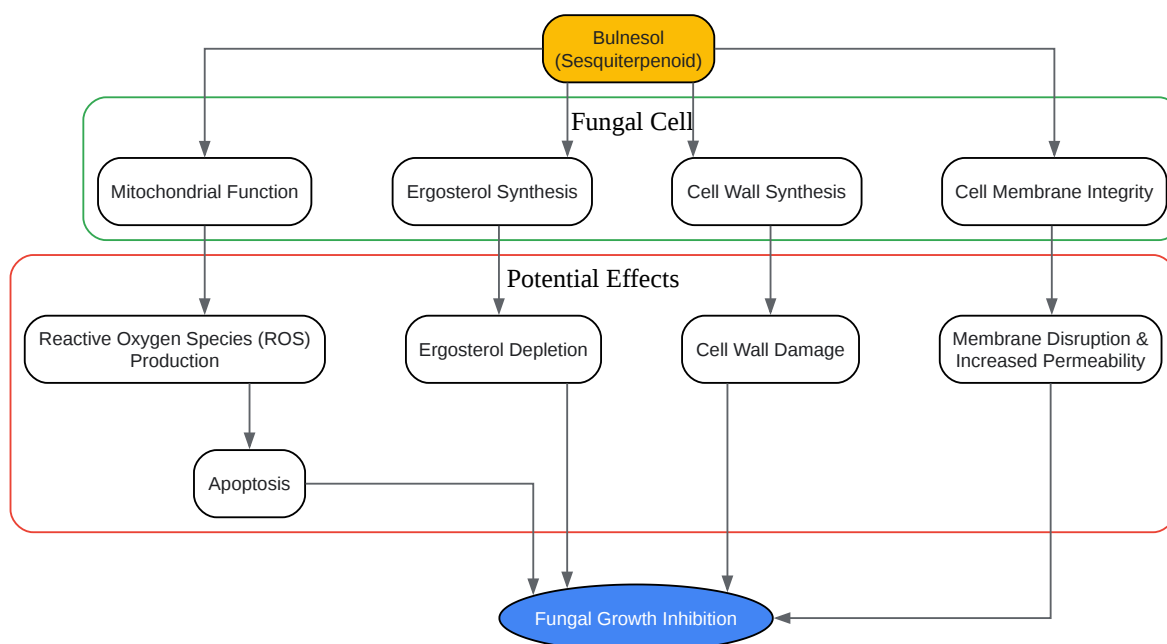 Bulnesol
(Sesquiterpenoid)
Fungal Cell
Mitochondrial Function
Ergosterol Synthesis
Cell Wall Synthesis
Cell Membrane Integrity
Potential Effects
Reactive Oxygen Species (ROS)
Production
Ergosterol Depletion
Cell Wall Damage
Membrane Disruption &
Increased Permeability
Apoptosis
Fungal Growth Inhibition